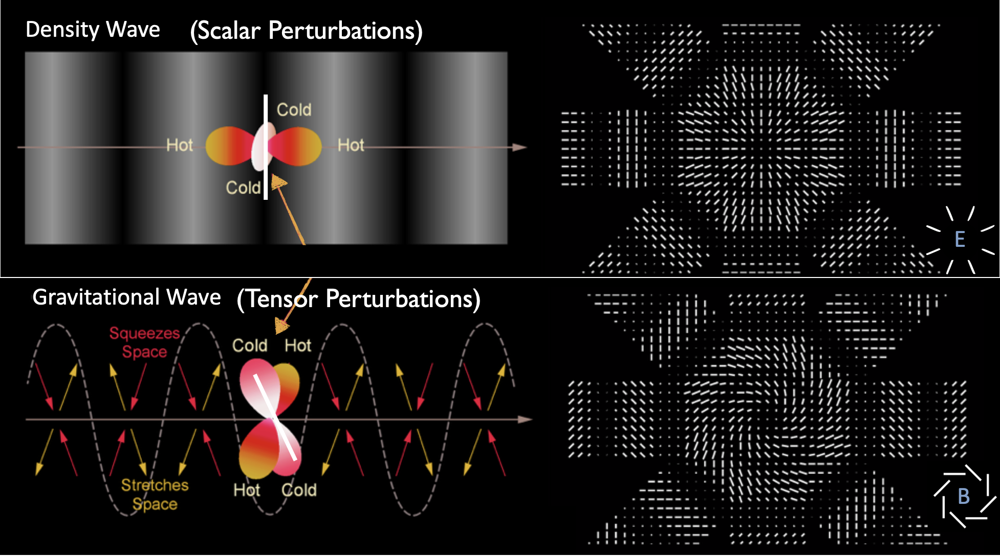 Density Wave (Scalar Perturbations)
Cold
Hot
Hot
Cold
E
Gravitational Wave (Tensor Perturbations)
Squeezes
Space
Cold Hot
Stretches
Space
Hot Cold
B